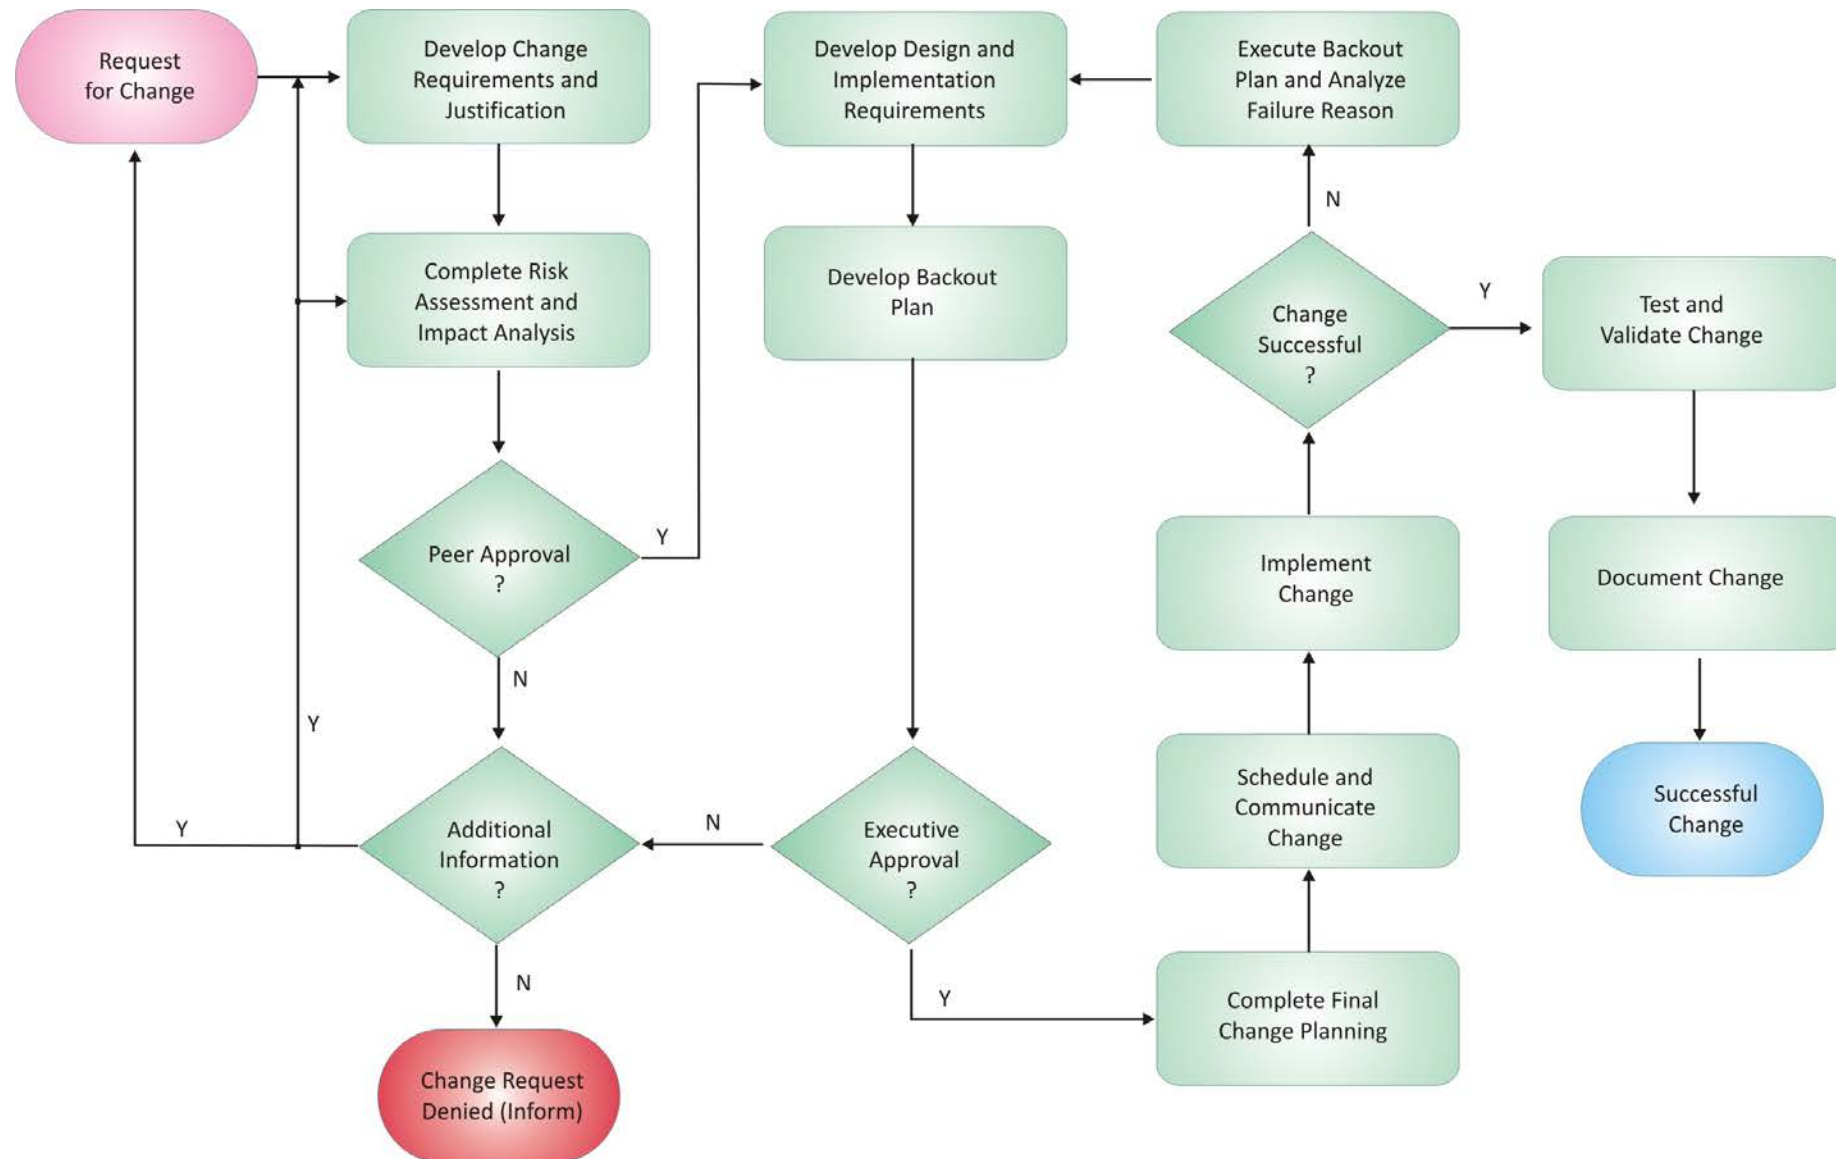 Request
for Change
Develop Change
Requirements and
Justification
Develop Design and
Implementation
Requirements
Execute Backout
Plan and Analyze
Failure Reason
N
Complete Risk
Assessment and
Impact Analysis
Develop Backout
Plan
Change
Successful
?
Y
Test and
Validate Change
Peer Approval
?
Y
Implement
Change
Document Change
N
Y
Schedule and
Communicate
Change
Successful
Change
Y
Additional
Information
?
N
Executive
Approval
?
N
Y
Complete Final
Change Planning
Change Request
Denied (Inform)